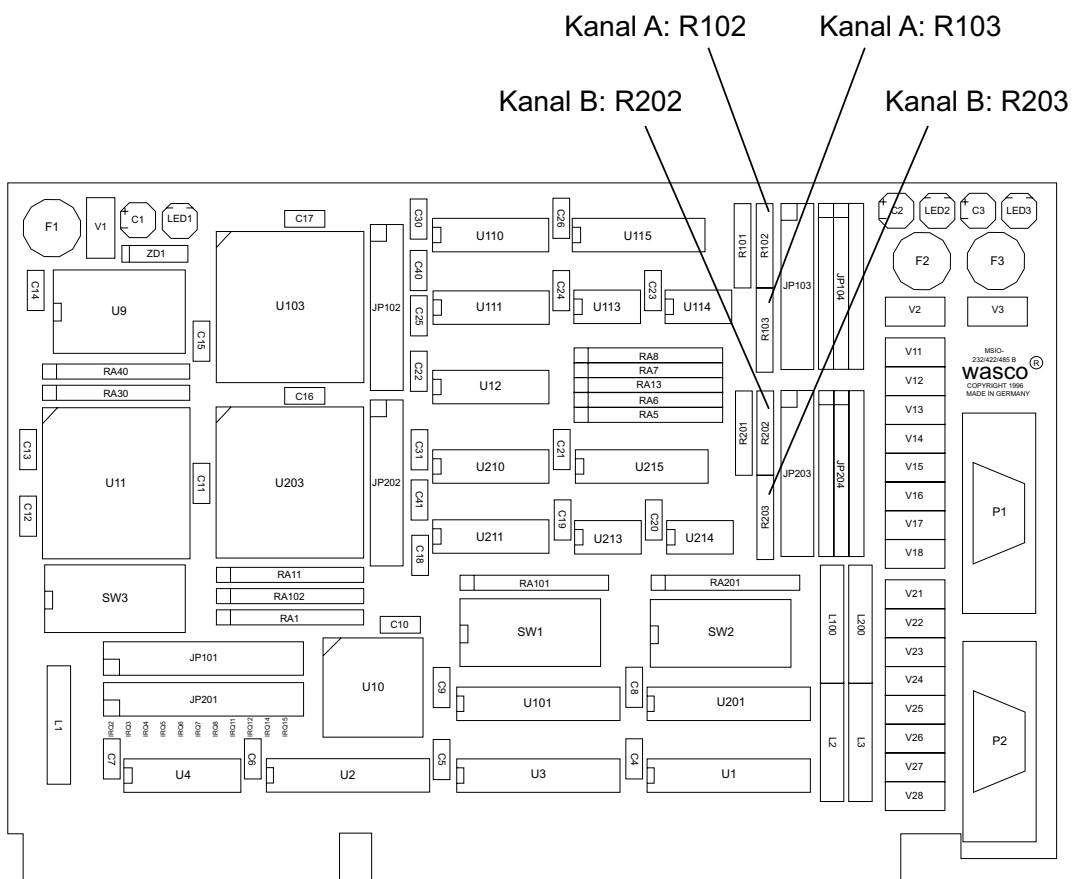 Kanal A: R102
Kanal A: R103
Kanal B: R202
Kanal B: R203
F1
V1
C1
LED1
ZD1
C14
U9
C15
RA40
RA30
C13
C12
U11
C11
SW3
C17
U103
JP102
C16
U203
JP202
RA11
RA102
RA1
C10
C30
U110
C26
U115
C40
C25
U111
C24
U113
C23
U114
C22
U12
RA8
RA7
RA13
RA6
RA5
C31
U210
C21
U215
C41
C18
U211
C19
U213
C20
U214
R101
R102
R103
JP103
JP104
R201
R202
R203
JP203
JP204
C2
LED2
C3
LED3
F2
F3
V2
V3
V11
V12
V13
V14
V15
V16
V17
V18
MSIO-
232/422/485 B
wasco ®
COPYRIGHT 1996
MADE IN GERMANY
P1
RA101
RA201
SW1
SW2
L100
L200
L2
L3
V21
V22
V23
V24
V25
V26
V27
V28
P2
JP101
JP201
IRQ2
IRQ3
IRQ4
IRQ5
IRQ6
IRQ7
IRQ8
IRQ11
IRQ12
IRQ14
IRQ15
L1
U10
C9
U101
C8
U201
C7
U4
C6
U2
C5
U3
C4
U1